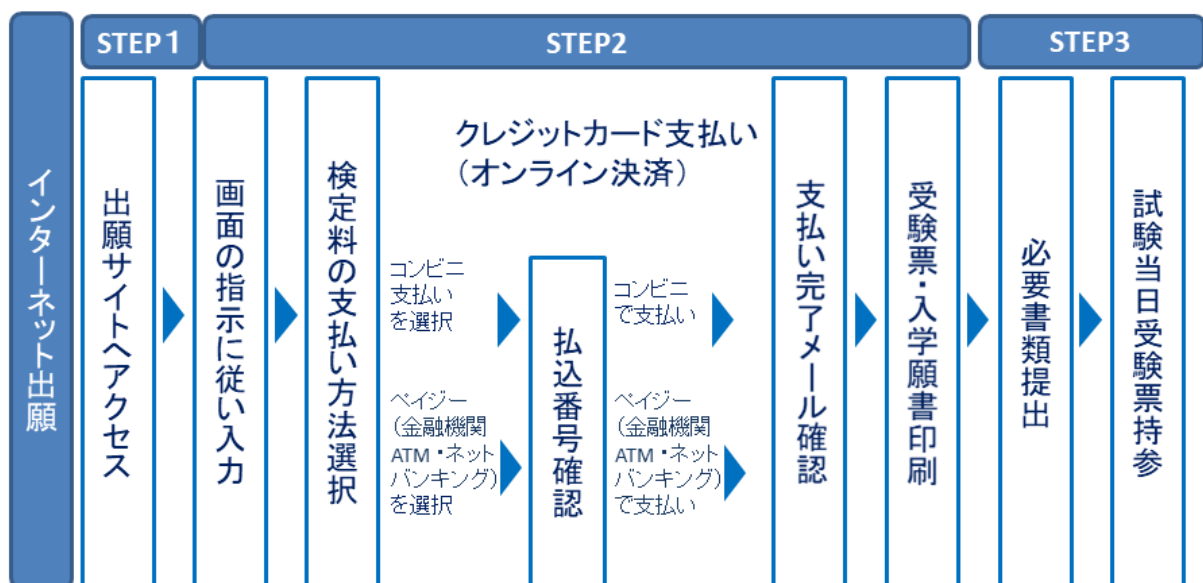 インターネット出願
STEP１
STEP2
STEP3
出願サイトへアクセス
画面の指示に従い入力
検定料の支払い方法選択
クレジットカード支払い
（オンライン決済）
コンビニ
支払い
を選択
ペイジー
（金融機関
ATM・ネット
バンキング）
を選択
払込番号確認
コンビニ
で支払い
ペイジー
（金融機関
ATM・ネット
バンキング）
で支払い
支払い完了メール確認
受験票・入学願書印刷
必要書類提出
試験当日受験票持参